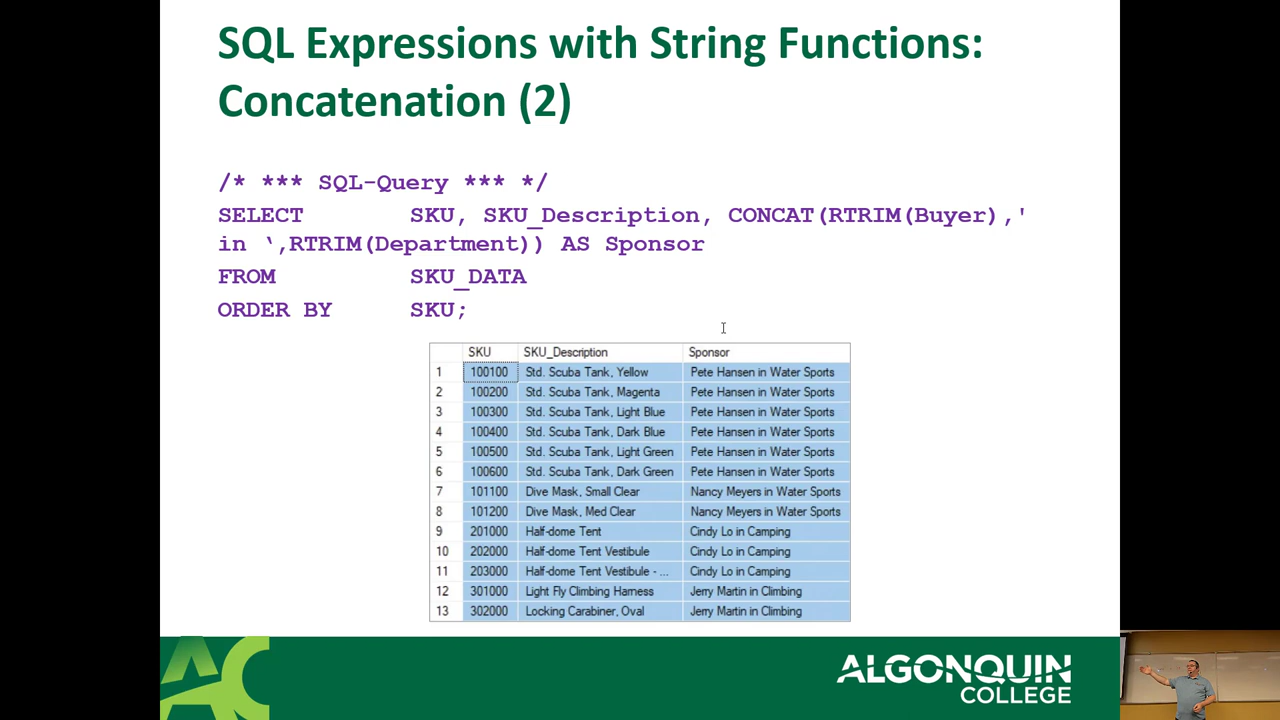 SQL Expressions with String Functions:
Concatenation (2)
/* *** SQL-Query *** */
SELECT SKU, SKU_Description, CONCAT(RTRIM(Buyer),'
in ‘,RTRIM(Department)) AS Sponsor
FROM SKU_DATA
ORDER BY SKU;
SKU SKU_Description Sponsor
1 100100 Std. Scuba Tank, Yellow Pete Hansen in Water Sports
2 100200 Std. Scuba Tank, Magenta Pete Hansen in Water Sports
3 100300 Std. Scuba Tank, Light Blue Pete Hansen in Water Sports
4 100400 Std. Scuba Tank, Dark Blue Pete Hansen in Water Sports
5 100500 Std. Scuba Tank, Light Green Pete Hansen in Water Sports
6 100600 Std. Scuba Tank, Dark Green Pete Hansen in Water Sports
7 101100 Dive Mask, Small Clear Nancy Meyers in Water Sports
8 101200 Dive Mask, Med Clear Nancy Meyers in Water Sports
9 201000 Half-dome Tent Cindy Lo in Camping
10 202000 Half-dome Tent Vestibule Cindy Lo in Camping
11 203000 Half-dome Tent Vestibule - ... Cindy Lo in Camping
12 301000 Light Fly Climbing Harness Jerry Martin in Climbing
13 302000 Locking Carabiner, Oval Jerry Martin in Climbing
AC
ALGONQUIN
COLLEGE